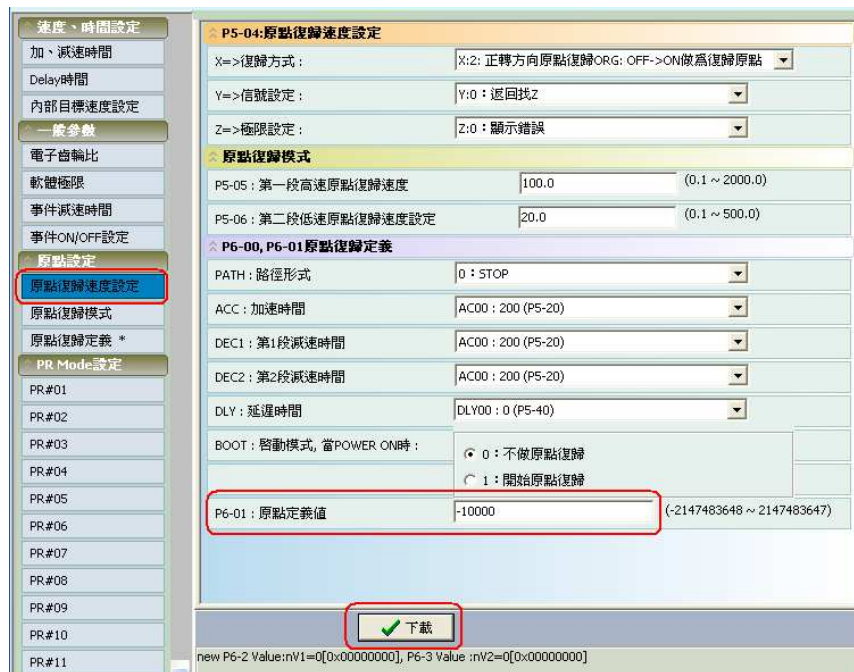 速度、時間設定
加、減速時間
Delay時間
內部目標速度設定
一般參數
電子齒輪比
軟體極限
事件減速時間
事件ON/OFF設定
原點設定
原點復歸速度設定
原點復歸模式
原點復歸定義 *
PR Mode設定
PR#01
PR#02
PR#03
PR#04
PR#05
PR#06
PR#07
PR#08
PR#09
PR#10
PR#11
P5-04:原點復歸速度設定
X=>復歸方式 : X:2: 正轉方向原點復歸ORG: OFF->ON做為復歸原點
Y=>信號設定 : Y:0：返回找Z
Z=>極限設定 : Z:0：顯示錯誤
原點復歸模式
P5-05：第一段高速原點復歸速度 100.0 (0.1 ~ 2000.0)
P5-06：第二段低速原點復歸速度設定 20.0 (0.1 ~ 500.0)
P6-00, P6-01原點復歸定義
PATH：路徑形式 0：STOP
ACC：加速時間 AC00：200 (P5-20)
DEC1：第1段減速時間 AC00：200 (P5-20)
DEC2：第2段減速時間 AC00：200 (P5-20)
DLY：延遲時間 DLY00：0 (P5-40)
BOOT：啓動模式, 當POWER ON時： 0：不做原點復歸
1：開始原點復歸
P6-01：原點定義值 -10000 (-2147483648 ~ 2147483647)
下載
new P6-2 Value:nV1=0[0x00000000], P6-3 Value :nV2=0[0x00000000]